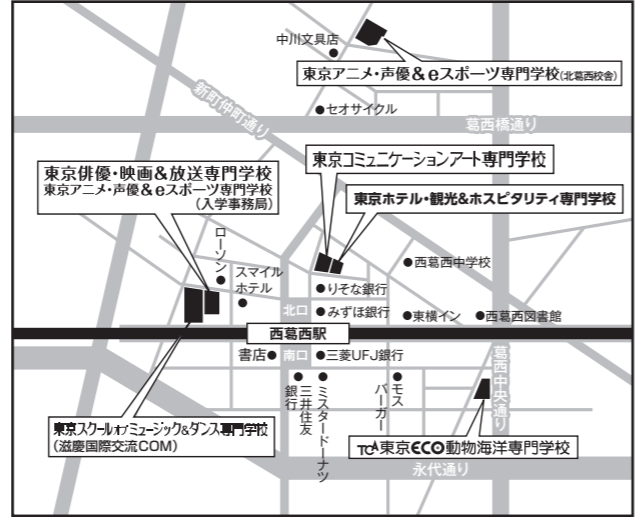 中川文具店
東京アニメ・声優&eスポーツ専門学校(北葛西校舎)
新町仲町通り
セオサイクル
葛西橋通り
東京俳優・映画&放送専門学校
東京アニメ・声優&eスポーツ専門学校
(入学事務局)
東京コミュニケーションアート専門学校
東京ホテル・観光&ホスピタリティ専門学校
ローソン
スマイル
ホテル
西葛西中学校
りそな銀行
北口
みずほ銀行
東横イン
西葛西図書館
西葛西駅
書店
南口
三菱UFJ銀行
葛西中央通り
三井住友
銀行
ミスタードーナツ
モス
バーガー
東京スクールオブミュージック&ダンス専門学校
(滋慶国際交流COM)
TCA東京ECO動物海洋専門学校
永代通り